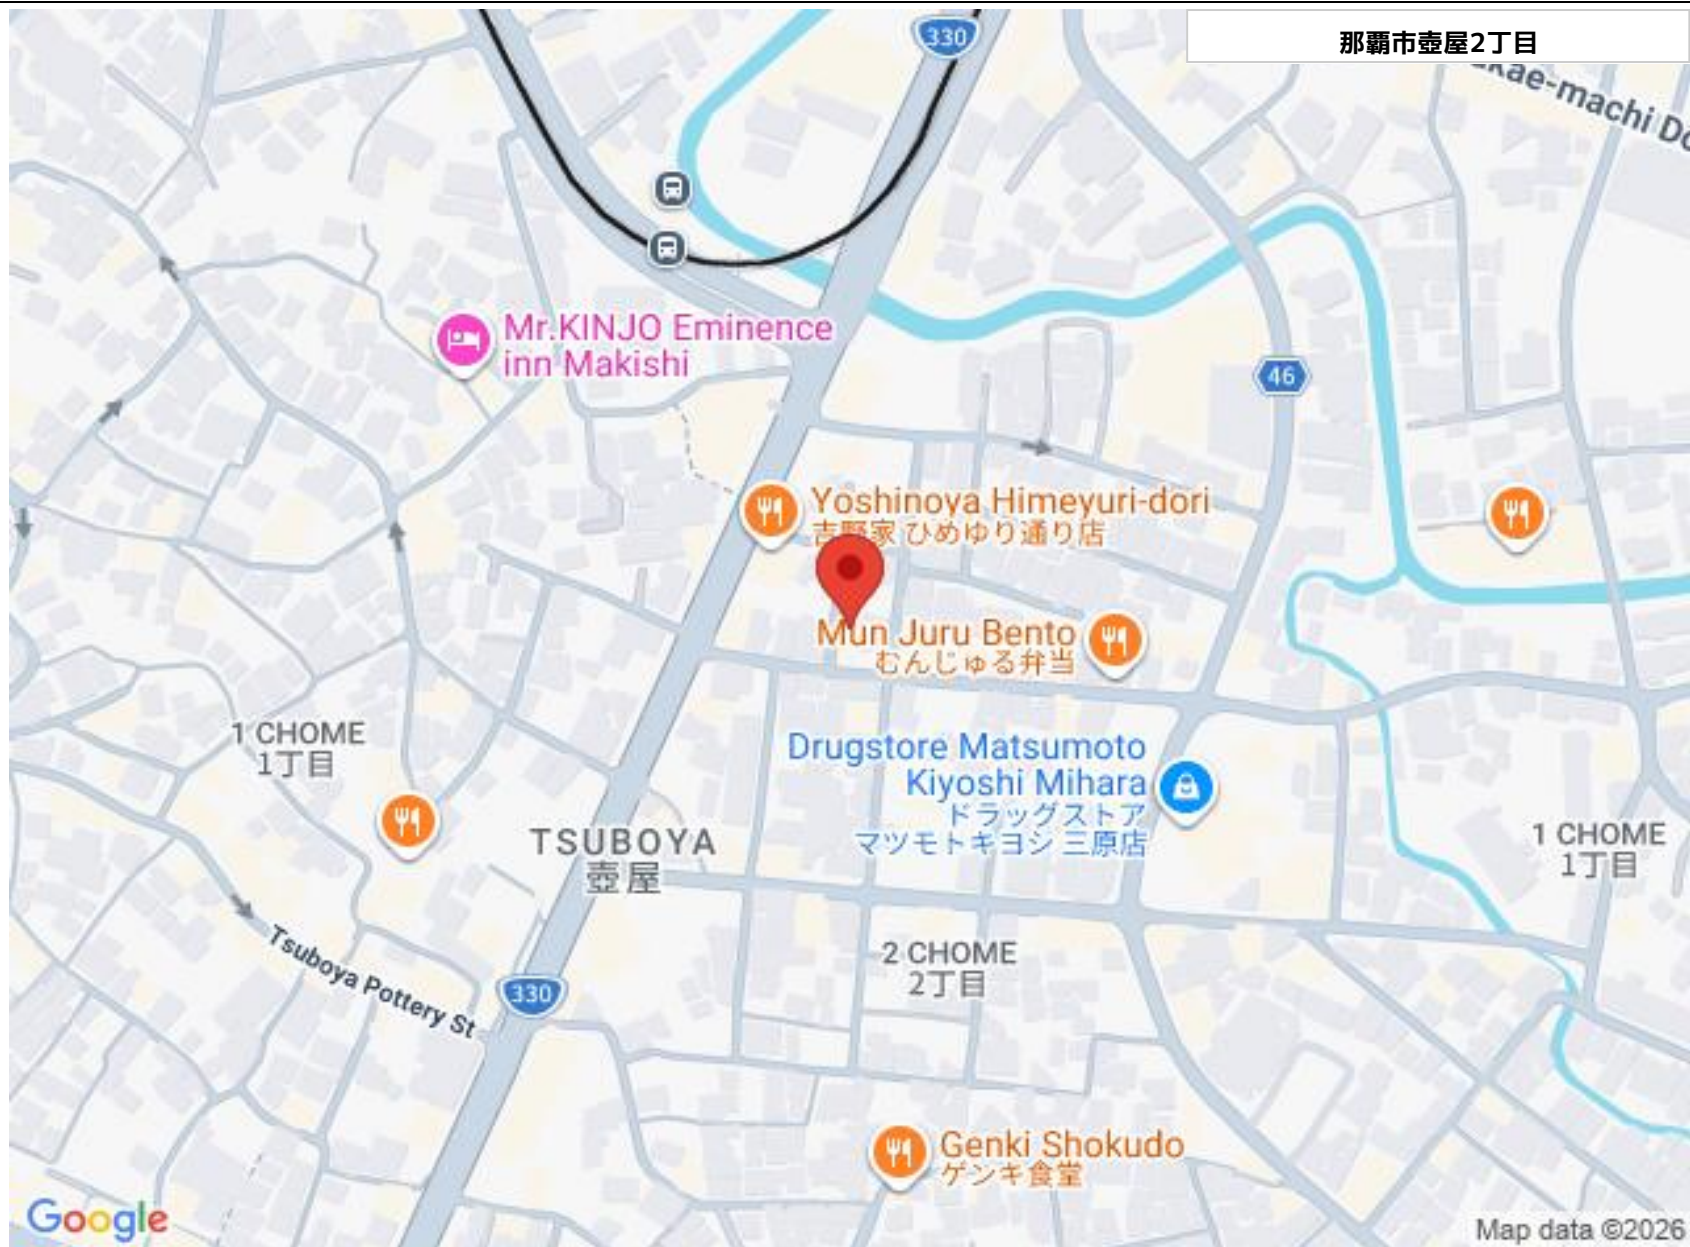 330
那覇市壺屋2丁目
akae-machi Do
Mr.KINJO Eminence
inn Makishi
46
Yoshinoya Himeyuri-dori
吉野家 ひめゆり通り店
Mun Juru Bento
むんじゅる弁当
1 CHOME
1丁目
Drugstore Matsumoto
Kiyoshi Mihara
ドラッグストア
マツモトキヨシ 三原店
TSUBOYA
壺屋
1 CHOME
1丁目
2 CHOME
2丁目
Tsuboya Pottery St
330
Genki Shokudo
ゲンキ食堂
Google
Map data ©2026